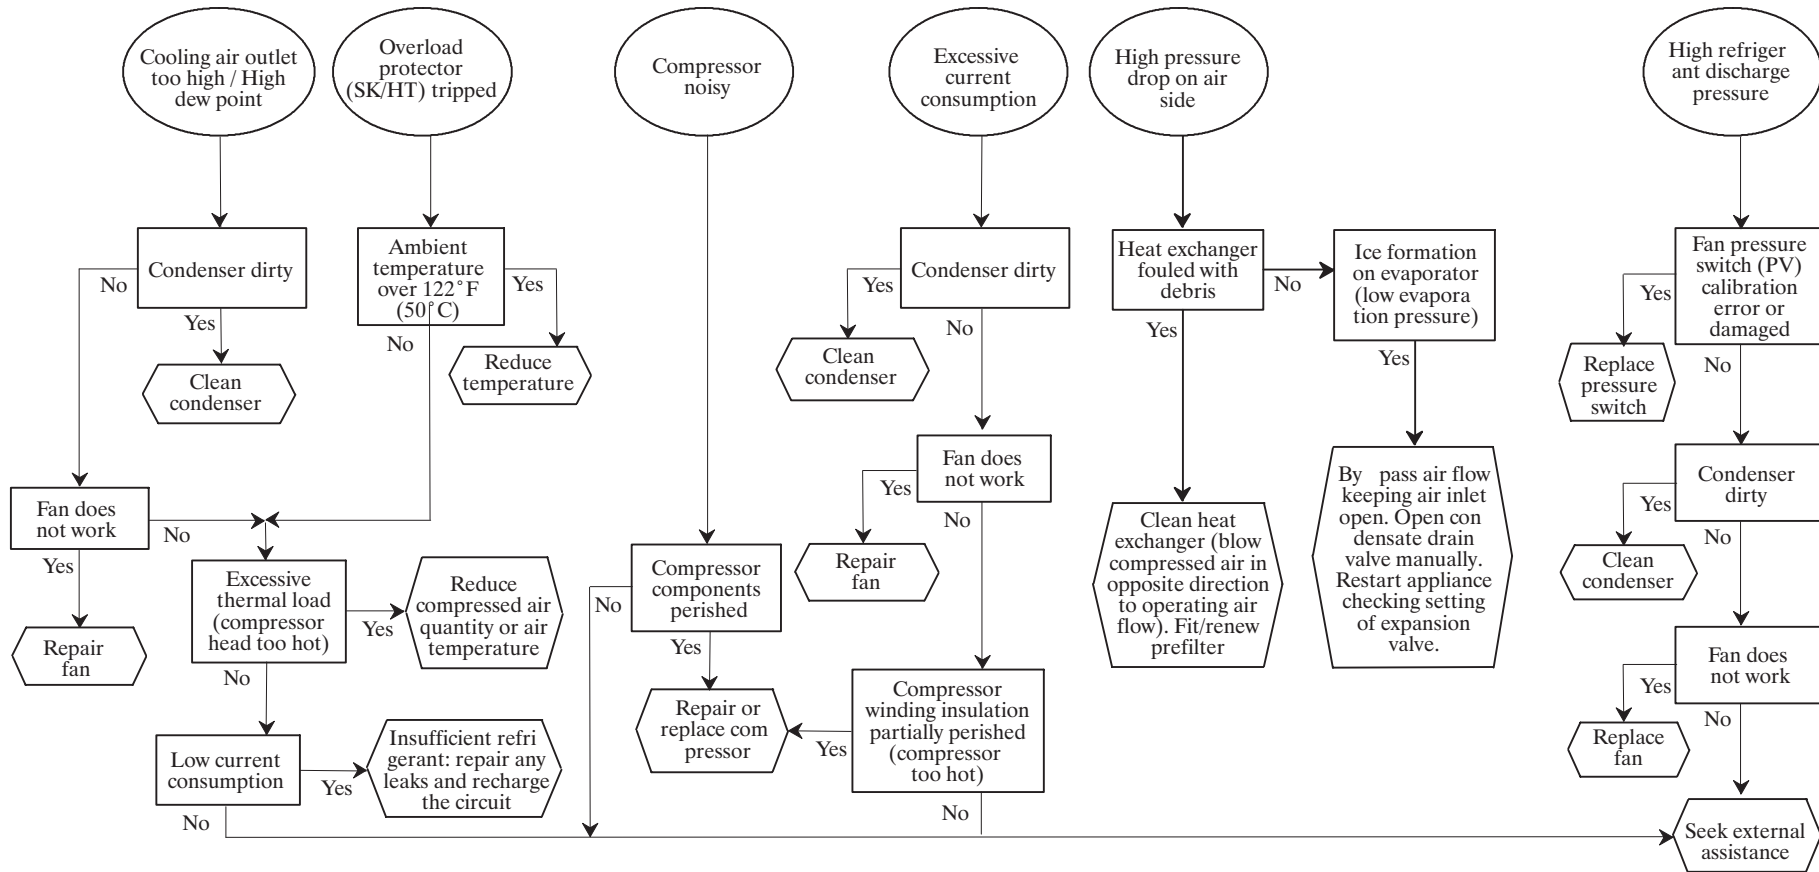 Cooling air outlet
too high / High
dew point
Overload
protector
(SK/HT) tripped
Compressor
noisy
Excessive
current
consumption
High pressure
drop on air
side
High refriger
ant discharge
pressure
Condenser dirty
No
Yes
Clean
condenser
Ambient
temperature
over 122°F
(50°C)
Yes
No
Reduce
temperature
Condenser dirty
Yes
No
Clean
condenser
Heat exchanger
fouled with
debris
No
Yes
Ice formation
on evaporator
(low evapora
tion pressure)
Yes
Fan pressure
switch (PV)
calibration
error or
damaged
Yes
No
Replace
pressure
switch
Fan does
not work
No
Yes
Repair
fan
Excessive
thermal load
(compressor
head too hot)
Yes
No
Reduce
compressed air
quantity or air
temperature
Low current
consumption
Yes
No
Insufficient refri
gerant: repair any
leaks and recharge
the circuit
Compressor
components
perished
No
Yes
Repair or
replace com
pressor
Fan does
not work
Yes
No
Repair
fan
Compressor
winding insulation
partially perished
(compressor
too hot)
Yes
No
Clean heat
exchanger (blow
compressed air in
opposite direction
to operating air
flow). Fit/renew
prefilter
By pass air flow
keeping air inlet
open. Open con
densate drain
valve manually.
Restart appliance
checking setting
of expansion
valve.
Condenser
dirty
Yes
No
Clean
condenser
Fan does
not work
Yes
No
Replace
fan
Seek external
assistance